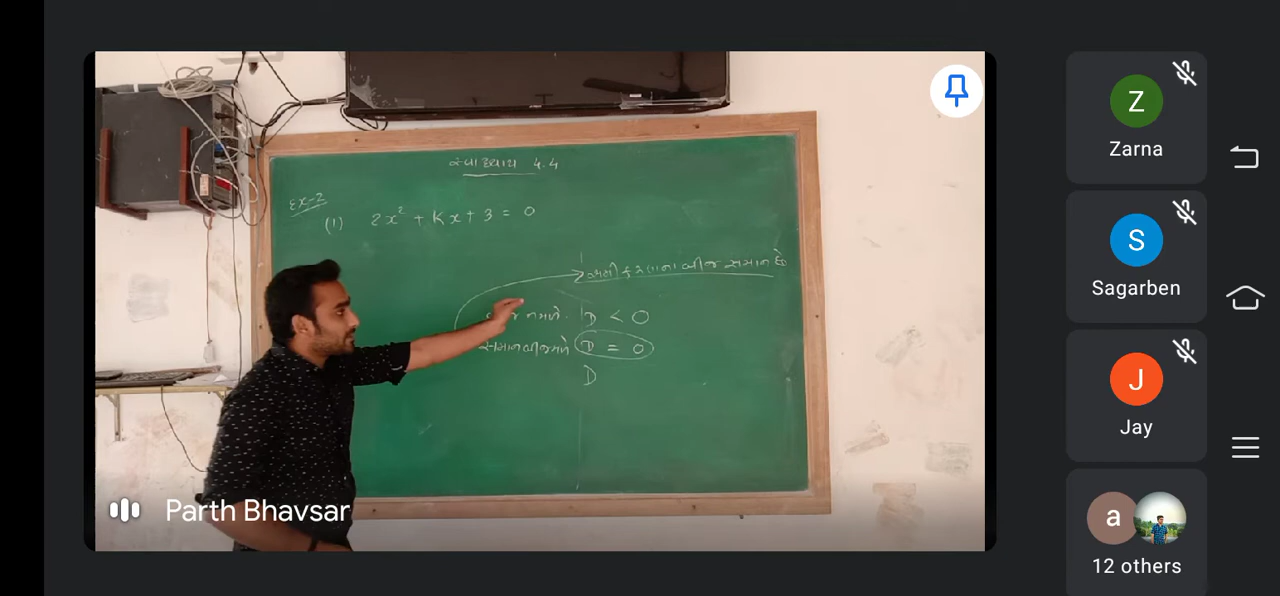 સ્વાધ્યાય 4.4
Ex-2
(1) 2x² + Kx + 3 = 0
સમાન છે
D < 0
સમાન બીજ માટે D = 0
D
Parth Bhavsar
Z
Zarna
S
Sagarben
J
Jay
a
12 others